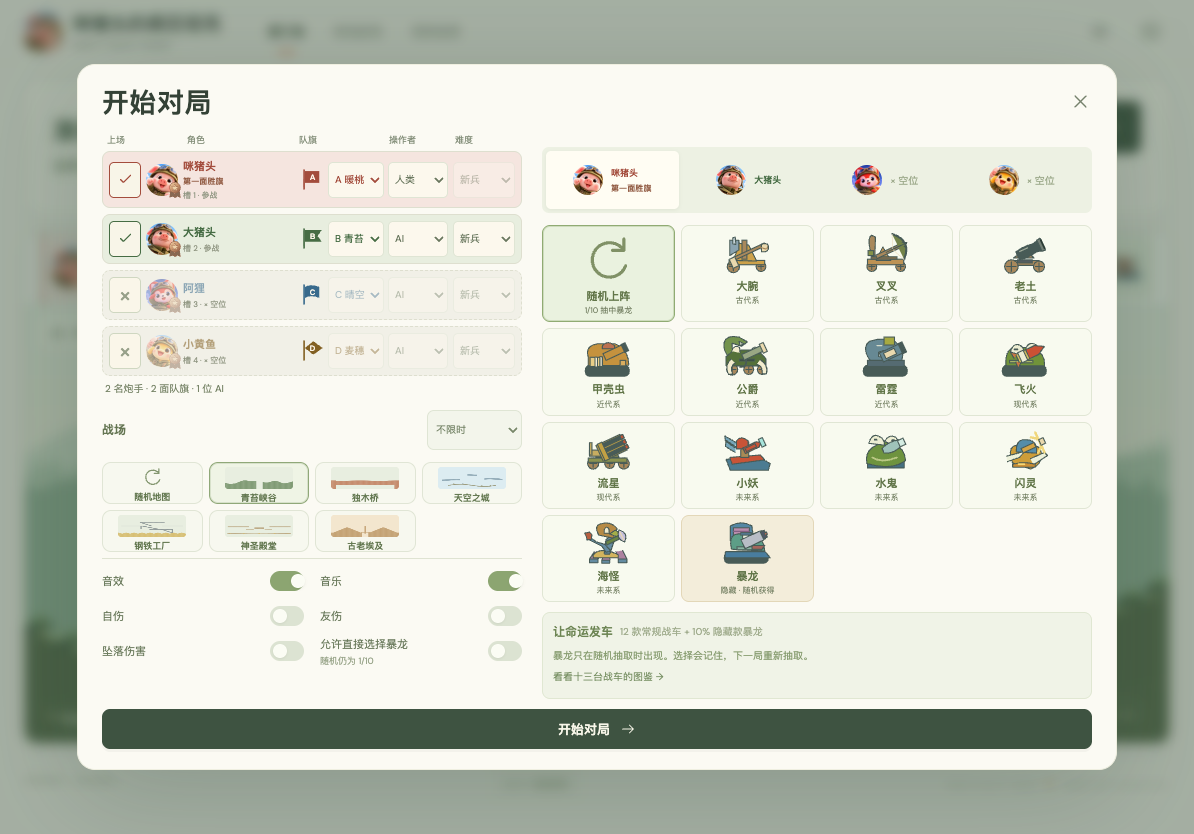 开始对局
上场 角色 队旗 操作者 难度
咪猪头
第一面胜旗
槽 1 · 参战
A
A 暖桃
人类
新兵
大猪头
槽 2 · 参战
B
B 青苔
AI
新兵
阿狸
槽 3 · × 空位
C
C 晴空
AI
新兵
小黄鱼
槽 4 · × 空位
D
D 麦穗
AI
新兵
2 名炮手 · 2 面队旗 · 1 位 AI
战场
不限时
随机地图
青苔峡谷
独木桥
天空之城
钢铁工厂
神圣殿堂
古老埃及
音效
音乐
自伤
友伤
坠落伤害
允许直接选择暴龙
随机仍为 1/10
咪猪头
第一面胜旗
大猪头
× 空位
× 空位
随机上阵
1/10 抽中暴龙
大腕
古代系
叉叉
古代系
老土
古代系
甲壳虫
近代系
公爵
近代系
雷霆
近代系
飞火
现代系
流星
现代系
小妖
未来系
水鬼
未来系
闪灵
未来系
海怪
未来系
暴龙
隐藏 · 随机获得
让命运发车 12 款常规战车 + 10% 隐藏款暴龙
暴龙只在随机抽取时出现。选择会记住，下一局重新抽取。
看看十三台战车的图鉴 →
开始对局 →